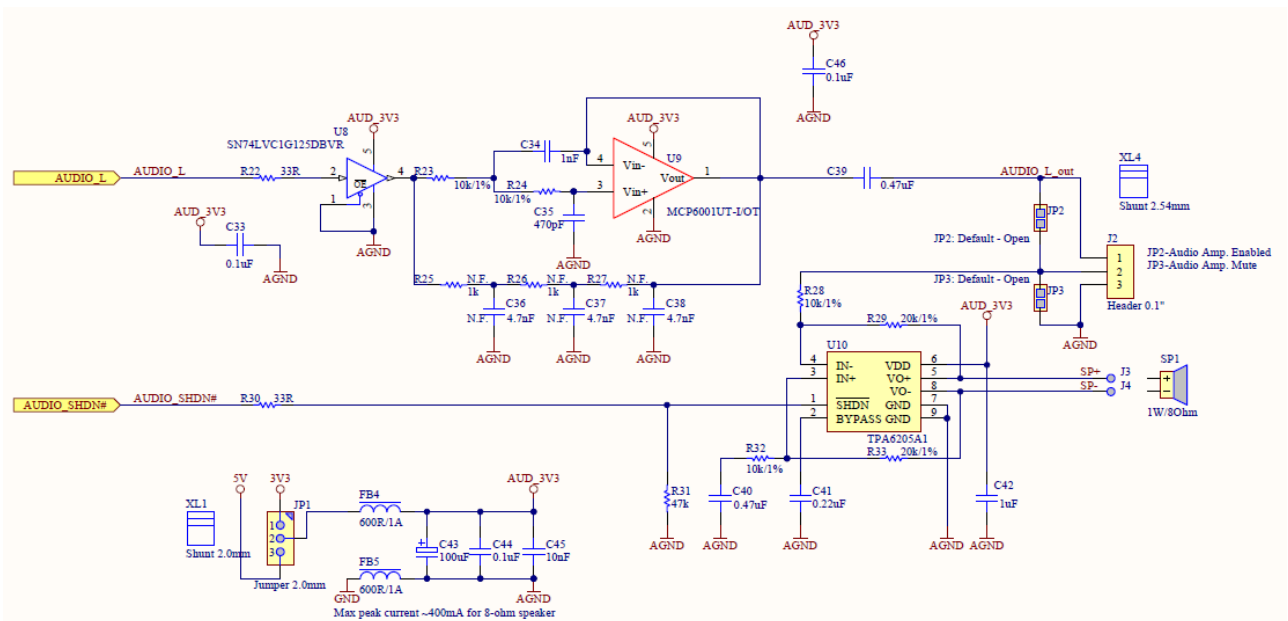 AUD_3V3
C46
0.1uF
AGND
U8
SN74LVC1G125DBVR
AUD_3V3
5
AUDIO_L
AUDIO_L
R22
33R
2
OE
4
1
3
AGND
AUD_3V3
C33
0.1uF
AGND
R23
10k/1%
C34
1nF
R24
10k/1%
C35
470pF
AGND
AUD_3V3
5
U9
4
Vin-
Vout
1
3
Vin+
2
MCP6001UT-I/OT
AGND
C39
0.47uF
AUDIO_L_out
XL4
Shunt 2.54mm
JP2
JP2: Default - Open
J2
1
2
3
JP2-Audio Amp. Enabled
JP3-Audio Amp. Mute
Header 0.1"
JP3: Default - Open
JP3
AGND
R25
N.F.
1k
R26
N.F.
1k
R27
N.F.
1k
C36
N.F.
4.7nF
C37
N.F.
4.7nF
C38
N.F.
4.7nF
AGND
AGND
AGND
R28
10k/1%
R29
20k/1%
AUD_3V3
U10
4
IN-
VDD
6
3
IN+
VO+
5
VO-
8
1
SHDN
GND
7
2
BYPASS
GND
9
TPA6205A1
SP+
J3
SP-
J4
SP1
1W/8Ohm
AUDIO_SHDN#
AUDIO_SHDN#
R30
33R
R32
10k/1%
R33
20k/1%
R31
47k
C40
0.47uF
C41
0.22uF
C42
1uF
AGND
AGND
AGND
AGND
AGND
5V
3V3
XL1
Shunt 2.0mm
JP1
1
2
3
Jumper 2.0mm
FB4
600R/1A
AUD_3V3
C43
100uF
C44
0.1uF
C45
10nF
FB5
600R/1A
GND
AGND
Max peak current ~400mA for 8-ohm speaker